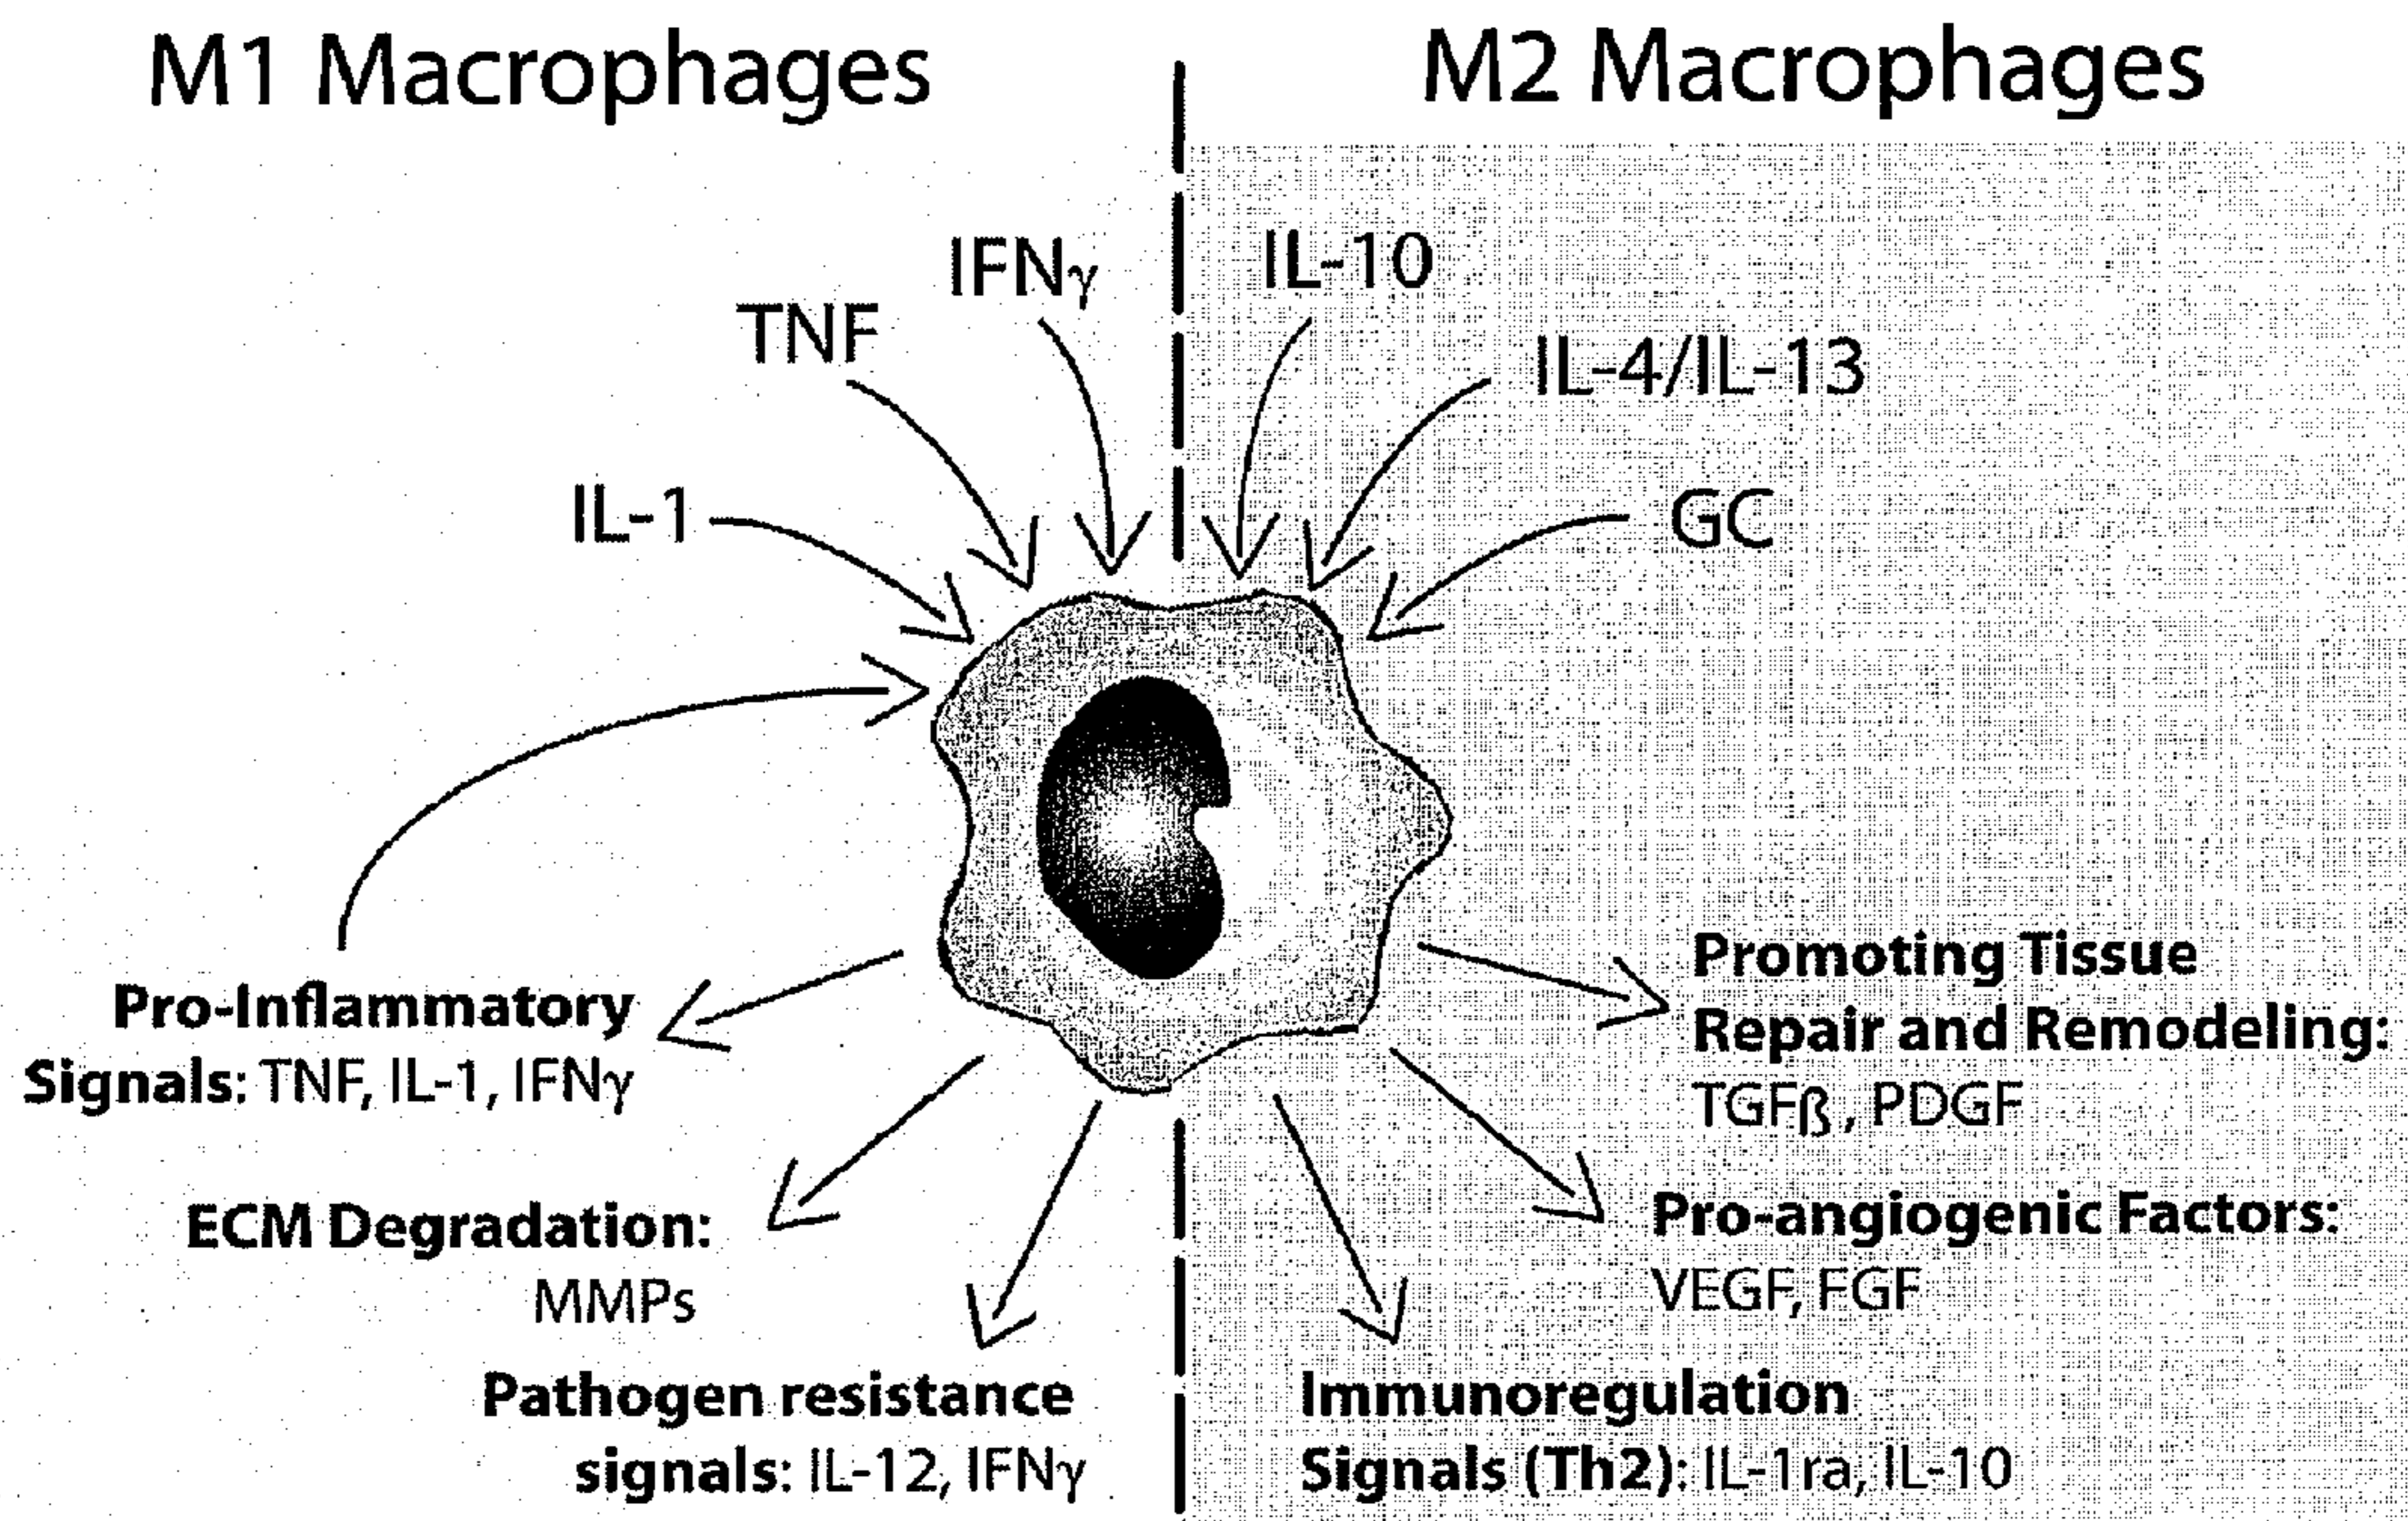 M1 Macrophages
M2 Macrophages
IFNγ
IL-10
TNF
IL-4/IL-13
IL-1
GC
Pro-Inflammatory
Signals: TNF, IL-1, IFNγ
ECM Degradation:
MMPs
Pathogen resistance
signals: IL-12, IFNγ
Promoting Tissue
Repair and Remodeling:
TGFβ, PDGF
Pro-angiogenic Factors:
VEGF, FGF
Immunoregulation
Signals (Th2): IL-1ra, IL-10